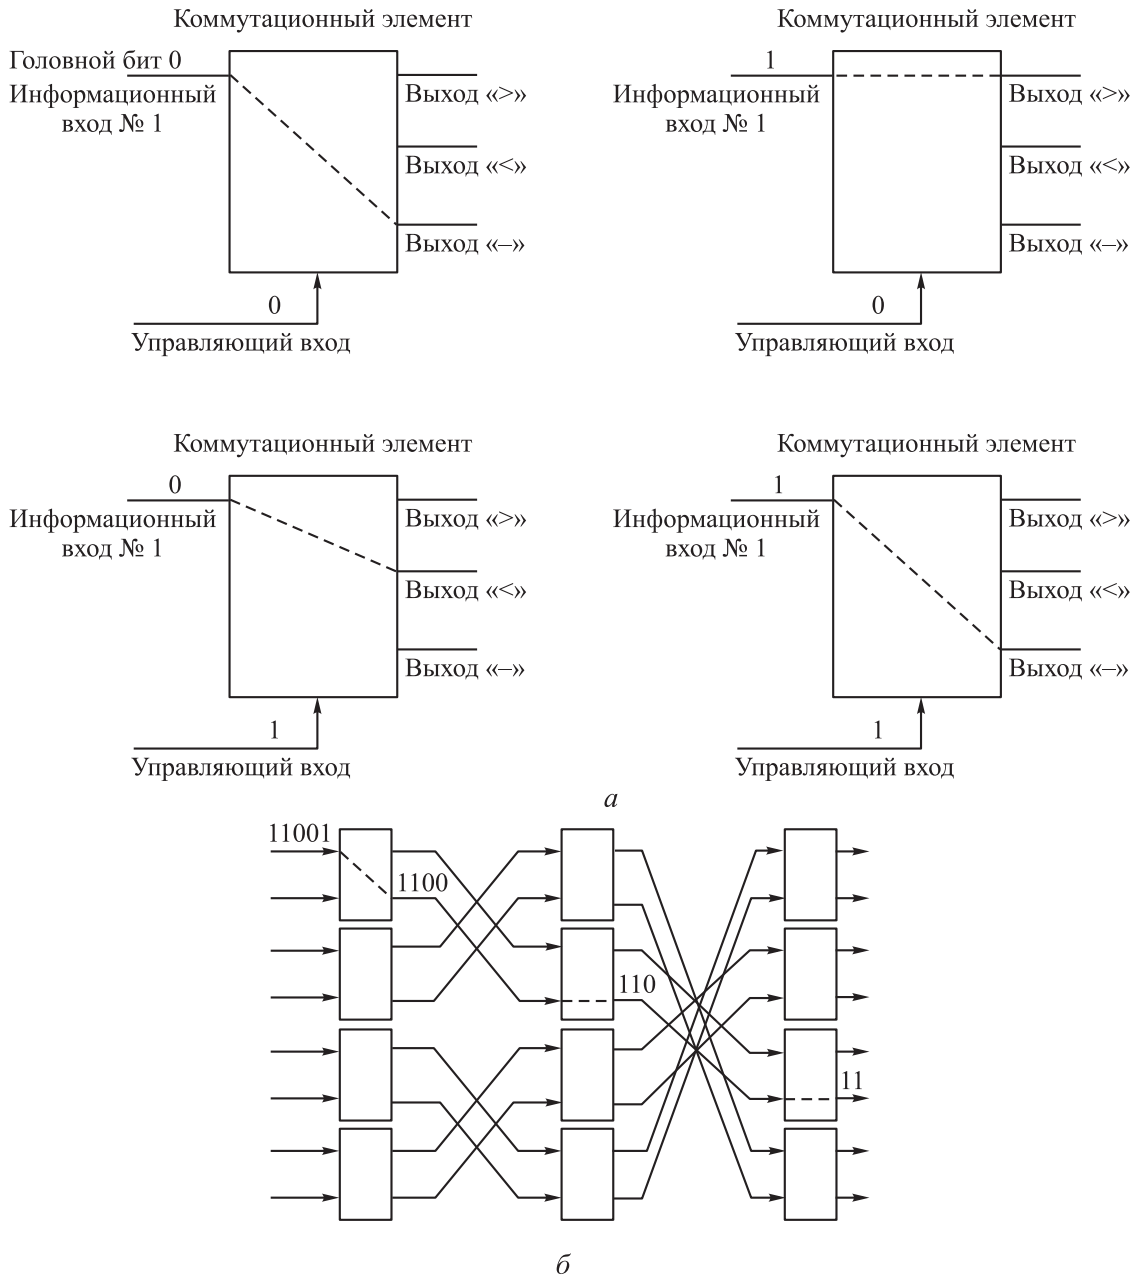 Коммутационный элемент
Головной бит 0
Информационный
вход № 1
Выход «>»
Выход «<»
Выход «–»
0
Управляющий вход
Коммутационный элемент
1
Информационный
вход № 1
Выход «>»
Выход «<»
Выход «–»
0
Управляющий вход
Коммутационный элемент
0
Информационный
вход № 1
Выход «>»
Выход «<»
Выход «–»
1
Управляющий вход
Коммутационный элемент
1
Информационный
вход № 1
Выход «>»
Выход «<»
Выход «–»
1
Управляющий вход
а
11001
1100
110
11
б